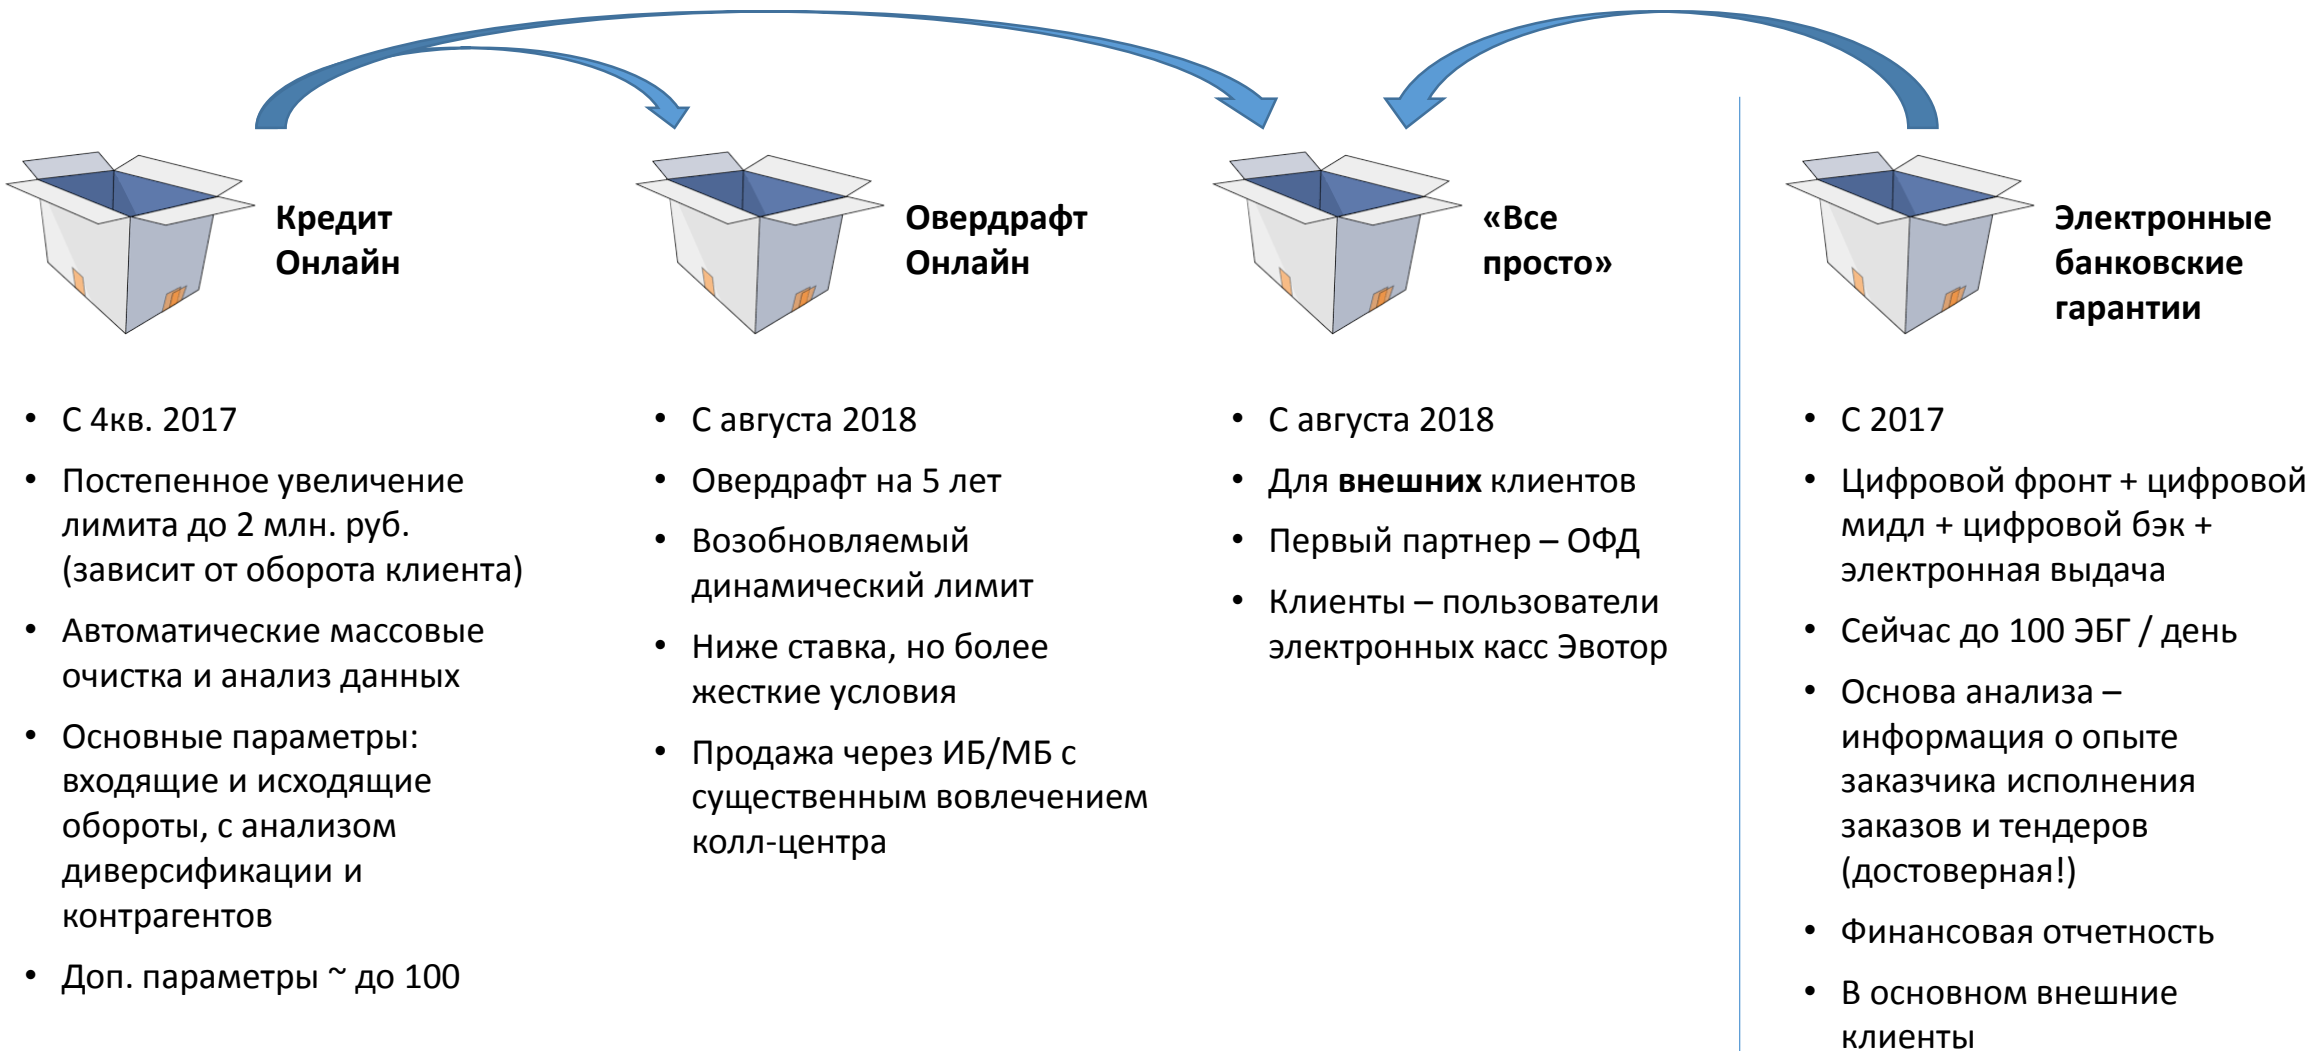 Кредит
Онлайн
• С 4кв. 2017
• Постепенное увеличение
лимита до 2 млн. руб.
(зависит от оборота клиента)
• Автоматические массовые
очистка и анализ данных
• Основные параметры:
входящие и исходящие
обороты, с анализом
диверсификации и
контрагентов
• Доп. параметры ~ до 100
Овердрафт
Онлайн
• С августа 2018
• Овердрафт на 5 лет
• Возобновляемый
динамический лимит
• Ниже ставка, но более
жесткие условия
• Продажа через ИБ/МБ с
существенным вовлечением
колл-центра
«Все
просто»
• С августа 2018
• Для внешних клиентов
• Первый партнер – ОФД
• Клиенты – пользователи
электронных касс Эвотор
Электронные
банковские
гарантии
• С 2017
• Цифровой фронт + цифровой
мидл + цифровой бэк +
электронная выдача
• Сейчас до 100 ЭБГ / день
• Основа анализа –
информация о опыте
заказчика исполнения
заказов и тендеров
(достоверная!)
• Финансовая отчетность
• В основном внешние
клиенты